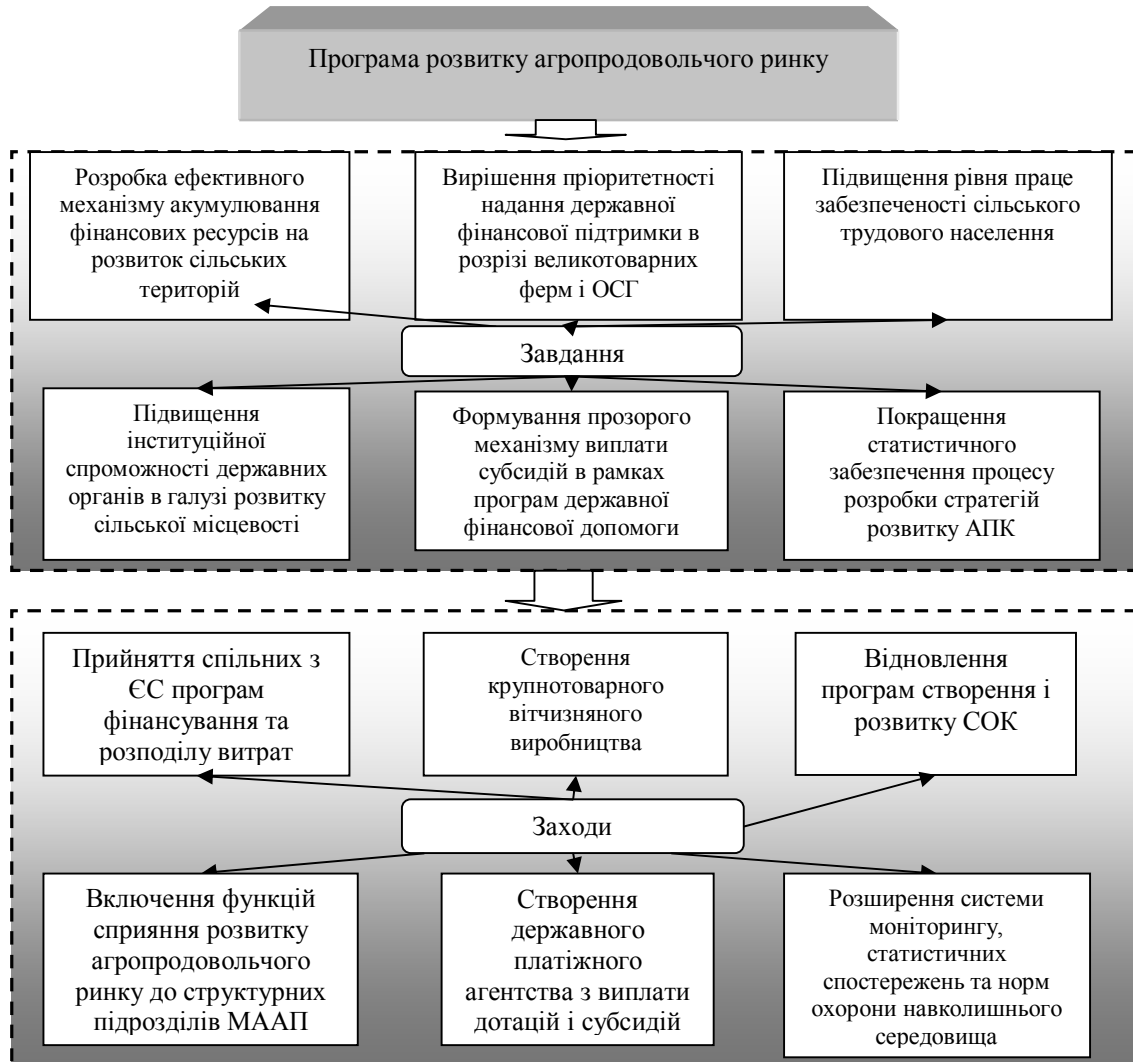 Програма розвитку агропродовольчого ринку
Розробка ефективного
механізму акумулювання
фінансових ресурсів на
розвиток сільських
територій
Вирішення пріоритетності
надання державної
фінансової підтримки в
розрізі великотоварних
ферм і ОСГ
Підвищення рівня праце
забезпеченості сільського
трудового населення
Завдання
Підвищення
інституційної
спроможності державних
органів в галузі розвитку
сільської місцевості
Формування прозорого
механізму виплати
субсидій в рамках
програм державної
фінансової допомоги
Покращення
статистичного
забезпечення процесу
розробки стратегій
розвитку АПК
Прийняття спільних з
ЄС програм
фінансування та
розподілу витрат
Створення
крупнотоварного
вітчизняного
виробництва
Відновлення
програм створення і
розвитку СОК
Заходи
Включення функцій
сприяння розвитку
агропродовольчого
ринку до структурних
підрозділів МААП
Створення
державного
платіжного
агентства з виплати
дотацій і субсидій
Розширення системи
моніторингу,
статистичних
спостережень та норм
охорони навколишнього
середовища